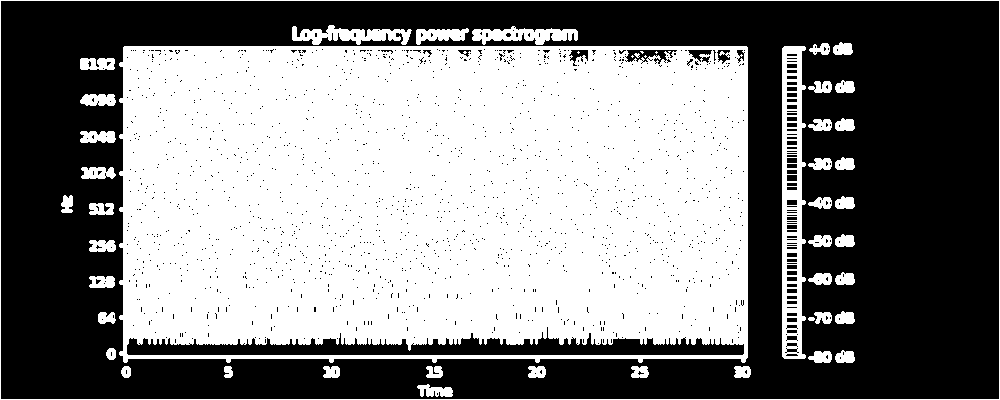 Log-frequency power spectrogram
8192
4096
2048
1024
512
256
128
64
0
Hz
0 5 10 15 20 25 30
Time
+0 dB
-10 dB
-20 dB
-30 dB
-40 dB
-50 dB
-60 dB
-70 dB
-80 dB